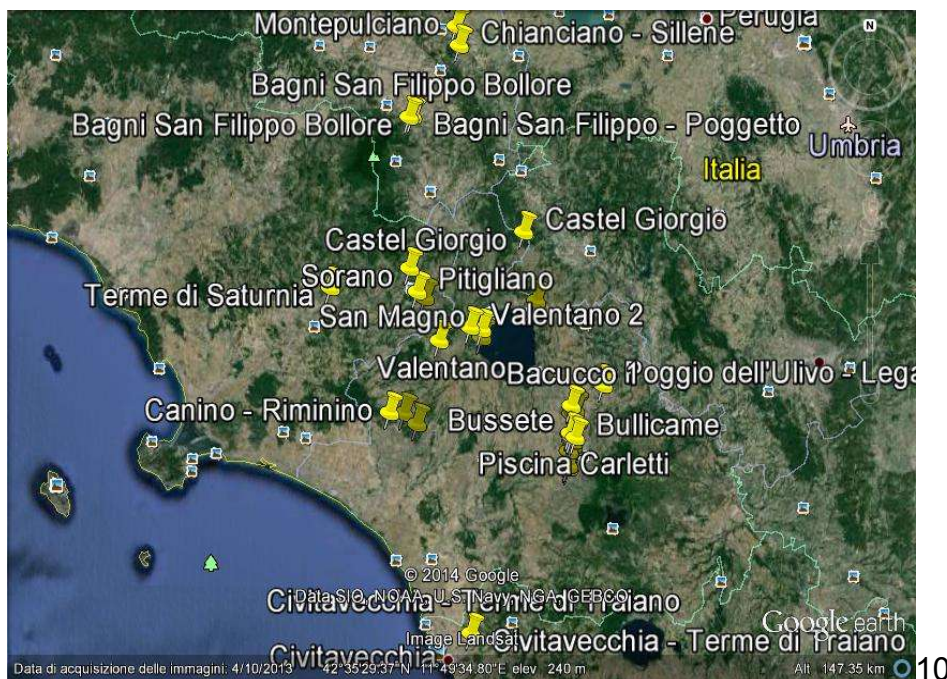 Montepulciano
Perugia
Chianciano - Sillene
Bagni San Filippo Bollore
Bagni San Filippo Bollore
Bagni San Filippo - Poggetto
Umbria
Italia
Castel Giorgio
Castel Giorgio
Sorano
Pitigliano
Terme di Saturnia
San Magno
Valentano 2
Valentano
Bacucco 1
Poggio dell'Ulivo - Lega
Canino - Riminino
Bussete
Bullicame
Piscina Carletti
© 2014 Google
Data SIO, NOAA, U.S. Navy, NGA, GEBCO
Civitavecchia - Terme di Traiano
Google earth
Image Landsat
Civitavecchia - Terme di Traiano
Civitavecchia
Data di acquisizione delle immagini: 4/10/2013 42°35'29.37"N 11°49'34.80"E elev 240 m Alt 147.35 km
10
N